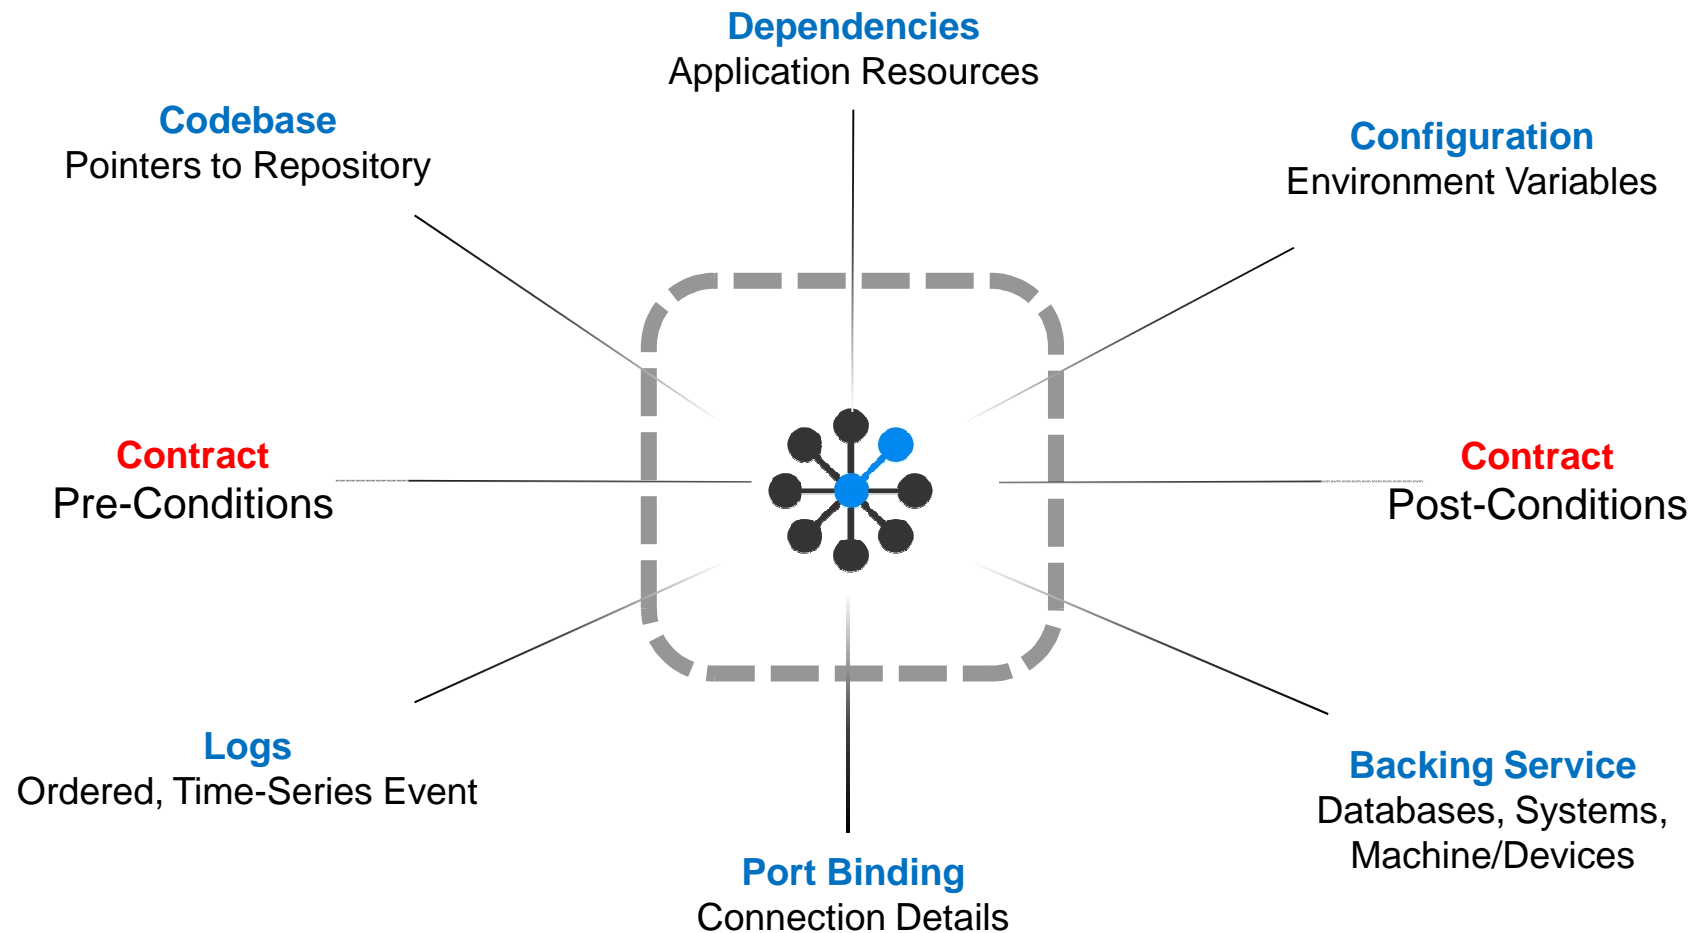 Dependencies
Application Resources
Codebase
Pointers to Repository
Configuration
Environment Variables
Contract
Pre-Conditions
Contract
Post-Conditions
Logs
Ordered, Time-Series Event
Backing Service
Databases, Systems,
Machine/Devices
Port Binding
Connection Details